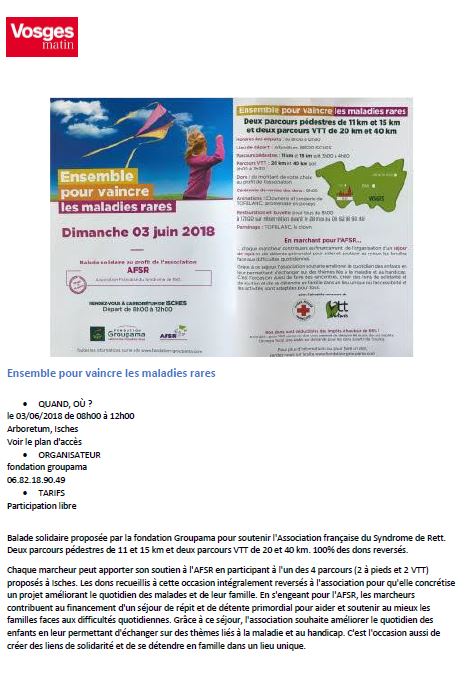 Vosges
matin
Ensemble
pour vaincre
les maladies rares
Dimanche 03 juin 2018
Balade solidaire au profit de l'association
AFSR
Association Française du Syndrome de Rett
RENDEZ-VOUS À L'ARBORETUM DE ISCHES
Départ de 8h00 à 12h00
FONDATION
Groupama
AFSR
Ensemble pour vaincre les maladies rares
Deux parcours pédestres de 11 km et 15 km
et deux parcours VTT de 20 km et 40 km
VOSGES
En marchant pour l'AFSR...
Ensemble pour vaincre les maladies rares
• QUAND, OÙ ?
le 03/06/2018 de 08h00 à 12h00
Arboretum, Isches
Voir le plan d'accès
• ORGANISATEUR
fondation groupama
06.82.18.90.49
• TARIFS
Participation libre
Balade solidaire proposée par la fondation Groupama pour soutenir l'Association française du Syndrome de Rett.
Deux parcours pédestres de 11 et 15 km et deux parcours VTT de 20 et 40 km. 100% des dons reversés.
Chaque marcheur peut apporter son soutien à l'AFSR en participant à l'un des 4 parcours (2 à pieds et 2 VTT)
proposés à Isches. Les dons recueillis à cette occasion intégralement reversés à l'association pour qu'elle concrétise
un projet améliorant le quotidien des malades et de leur famille. En s'engeant pour l'AFSR, les marcheurs
contribuent au financement d'un séjour de répit et de détente primordial pour aider et soutenir au mieux les
familles faces aux difficultés quotidiennes. Grâce à ce séjour, l'association souhaite améliorer le quotidien des
enfants en leur permettant d'échanger sur des thèmes liés à la maladie et au handicap. C'est l'occasion aussi de
créer des liens de solidarité et de se détendre en famille dans un lieu unique.